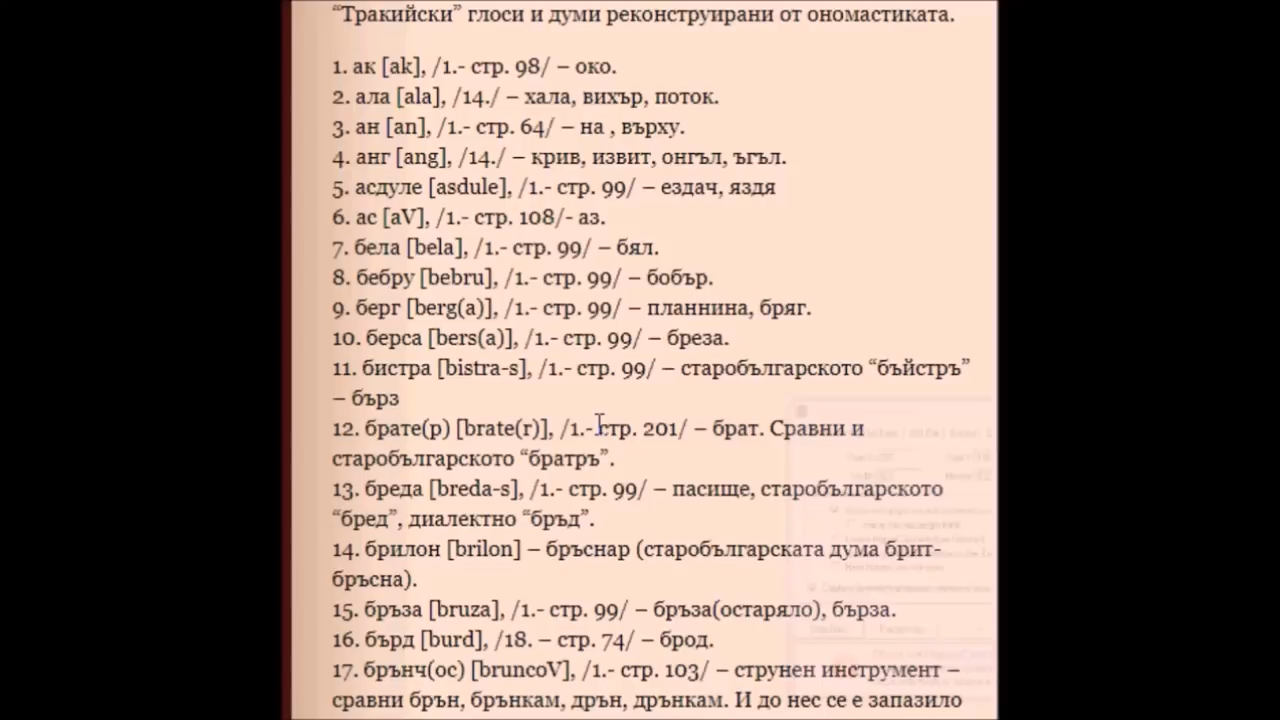 “Тракийски” глоси и думи реконструирани от ономастиката.
1. ак [ak], /1.- стр. 98/ – око.
2. ала [ala], /14./ – хала, вихър, поток.
3. ан [an], /1.- стр. 64/ – на , върху.
4. анг [ang], /14./ – крив, извит, онгъл, ъгъл.
5. асдуле [asdule], /1.- стр. 99/ – ездач, яздя
6. ас [aV], /1.- стр. 108/- аз.
7. бела [bela], /1.- стр. 99/ – бял.
8. бебру [bebru], /1.- стр. 99/ – бобър.
9. берг [berg(a)], /1.- стр. 99/ – планнина, бряг.
10. берса [bers(a)], /1.- стр. 99/ – бреза.
11. бистра [bistra-s], /1.- стр. 99/ – старобългарското “бъйстръ”
– бърз
12. брате(р) [brate(r)], /1.- стр. 201/ – брат. Сравни и
старобългарското “братръ”.
13. бреда [breda-s], /1.- стр. 99/ – пасище, старобългарското
“бред”, диалектно “бръд”.
14. брилон [brilon] – бръснар (старобългарската дума брит-
бръсна).
15. бръза [bruza], /1.- стр. 99/ – бръза(остаряло), бърза.
16. бърд [burd], /18. – стр. 74/ – брод.
17. брънч(ос) [bruncoV], /1.- стр. 103/ – струнен инструмент –
сравни брън, брънкам, дрън, дрънкам. И до нес се е запазило